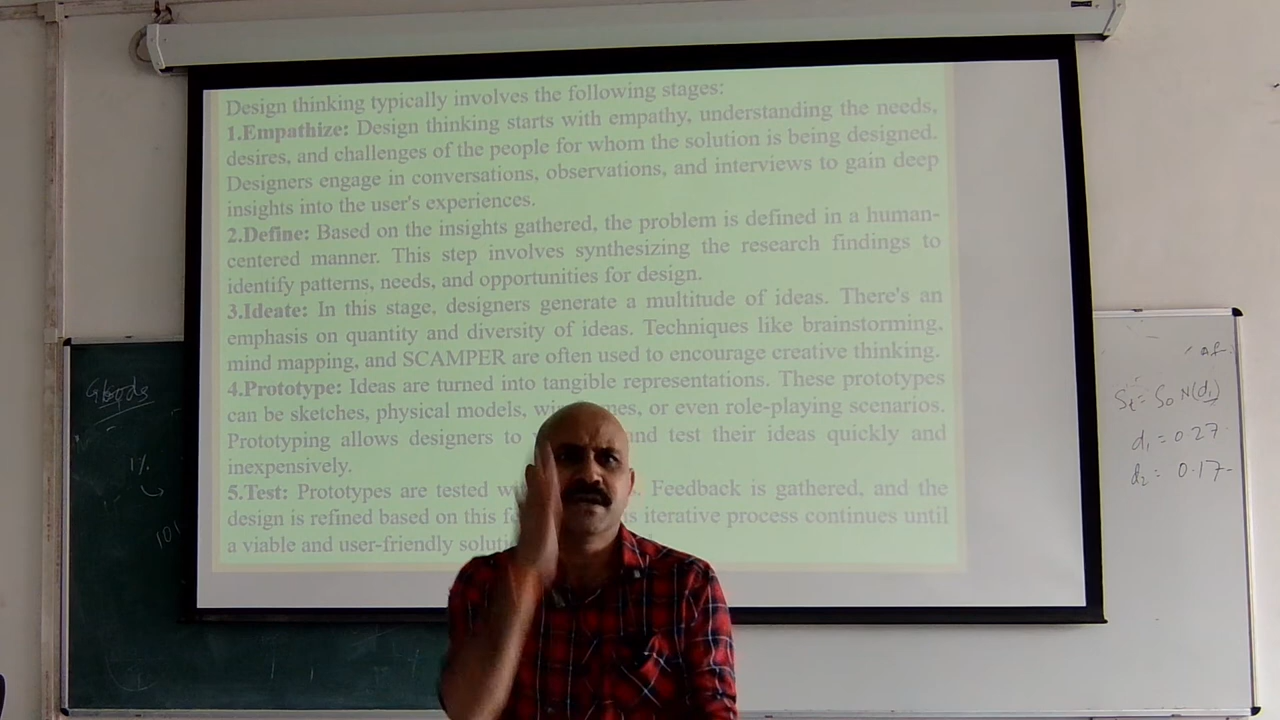 Design thinking typically involves the following stages:
1.Empathize: Design thinking starts with empathy, understanding the needs,
desires, and challenges of the people for whom the solution is being designed.
Designers engage in conversations, observations, and interviews to gain deep
insights into the user's experiences.
2.Define: Based on the insights gathered, the problem is defined in a human-
centered manner. This step involves synthesizing the research findings to
identify patterns, needs, and opportunities for design.
3.Ideate: In this stage, designers generate a multitude of ideas. There's an
emphasis on quantity and diversity of ideas. Techniques like brainstorming,
mind mapping, and SCAMPER are often used to encourage creative thinking.
4.Prototype: Ideas are turned into tangible representations. These prototypes
can be sketches, physical models, or even role-playing scenarios.
Prototyping allows designers to and test their ideas quickly and
inexpensively.
5.Test: Prototypes are tested Feedback is gathered, and the
design is refined based on this iterative process continues until
a viable and user-friendly
1%
S₀ N(d₁)
d₁ = 0.27
d₂ = 0.17